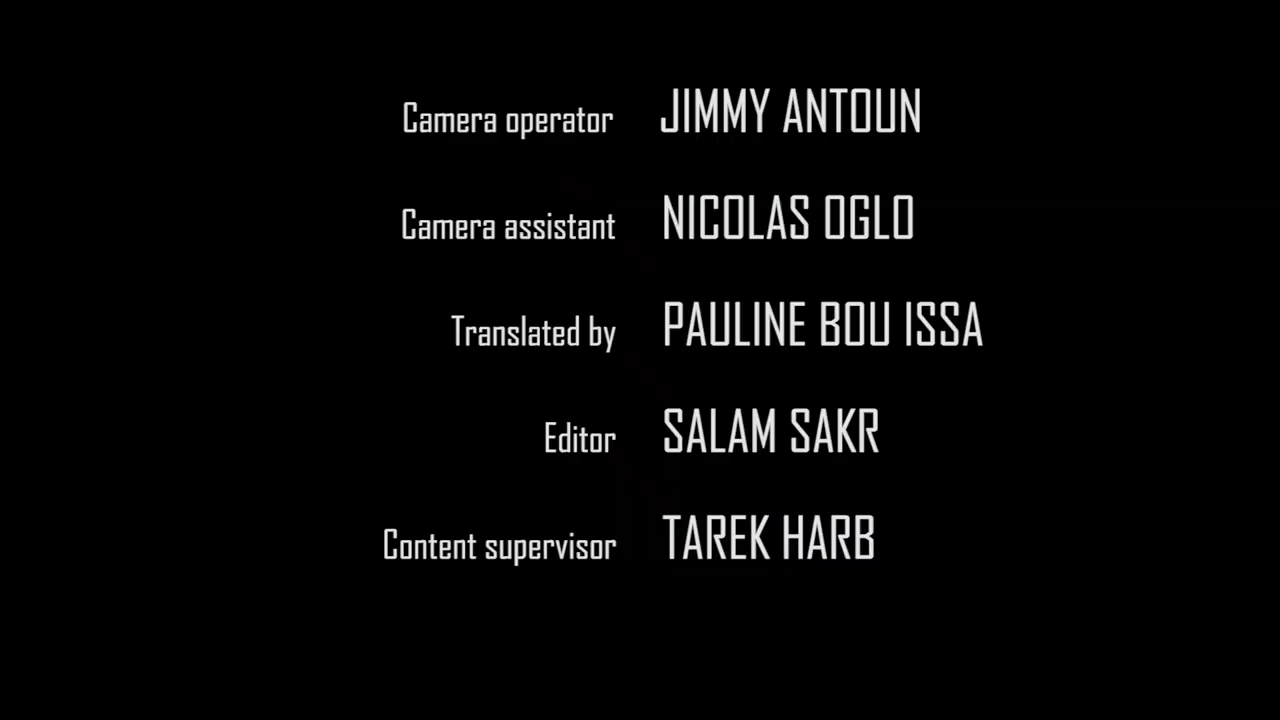 Camera operator JIMMY ANTOUN
Camera assistant NICOLAS OGLO
Translated by PAULINE BOU ISSA
Editor SALAM SAKR
Content supervisor TAREK HARB